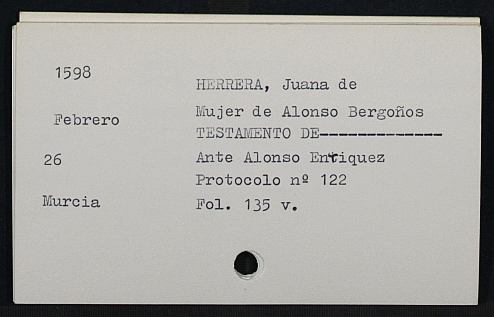 1598
HERRERA, Juana de
Mujer de Alonso Bergoños
Febrero
TESTAMENTO DE-------------
26
Ante Alonso Enriquez
Protocolo nº 122
Murcia
Fol. 135 v.